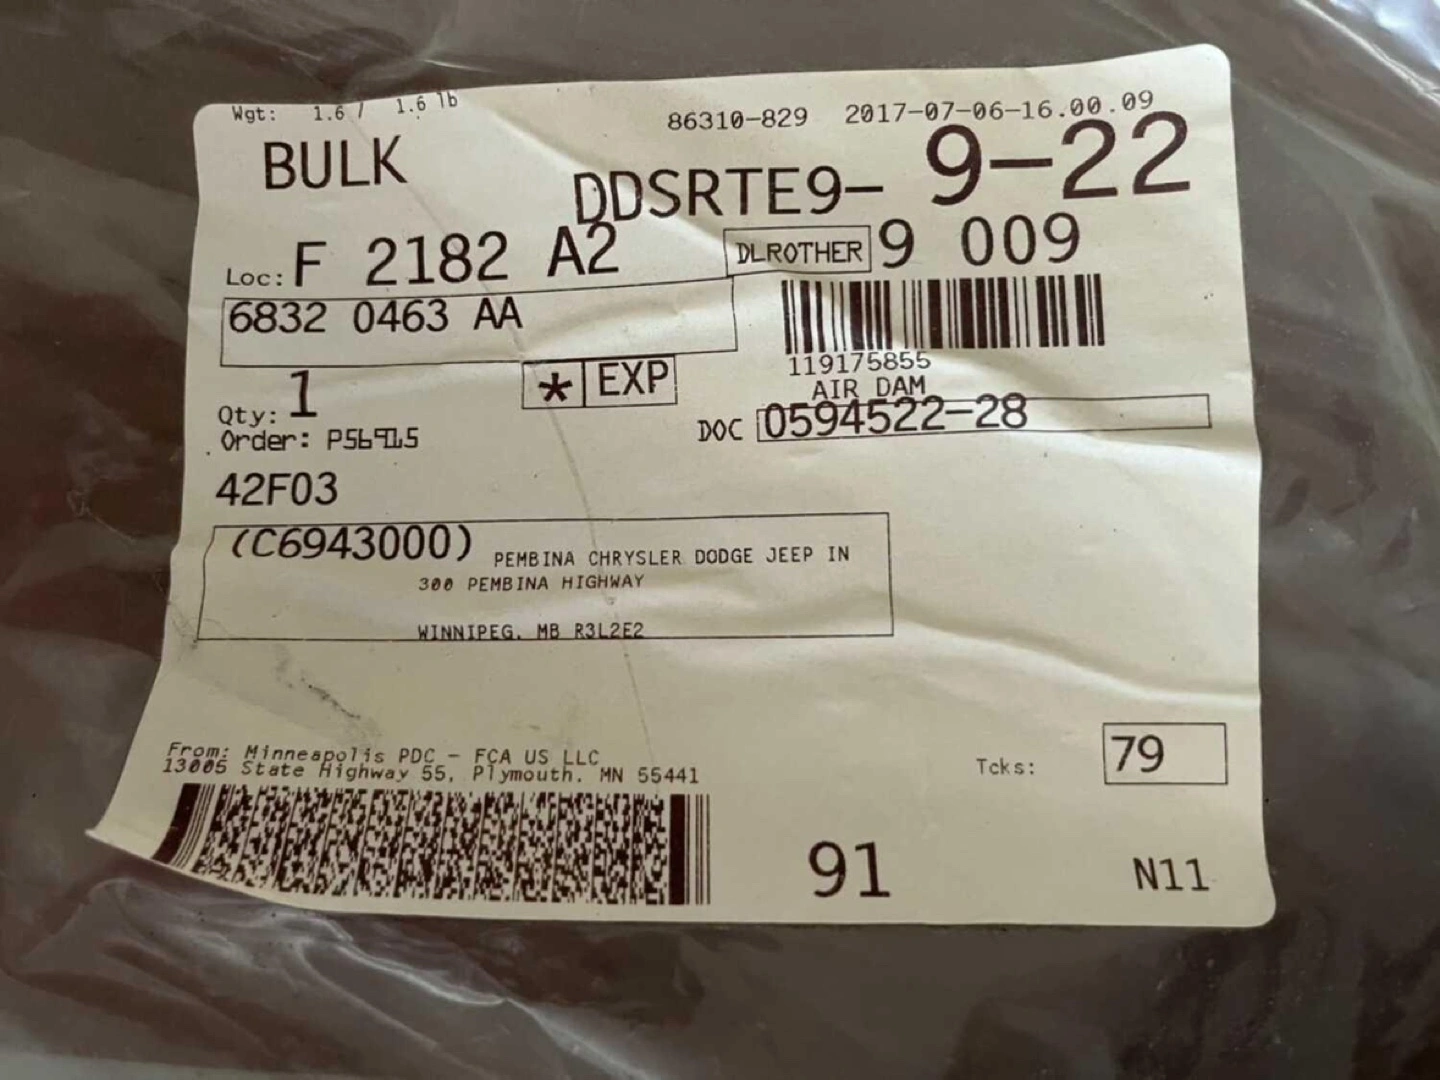 Wgt: 1.6 / 1.6 lb
86310-829 2017-07-06-16.00.09
BULK
DDSRTE9- 9-22
Loc: F 2182 A2
DLROTHER 9 009
6832 0463 AA
119175855
AIR DAM
Qty: 1
* EXP
DOC 0594522-28
Order:
42F03
(C6943000) PEMBINA CHRYSLER DODGE JEEP IN
300 PEMBINA HIGHWAY
WINNIPEG, MB R3L2E2
From: Minneapolis PDC - FCA US LLC
13005 State Highway 55, Plymouth, MN 55441
Tcks: 79
91
N11